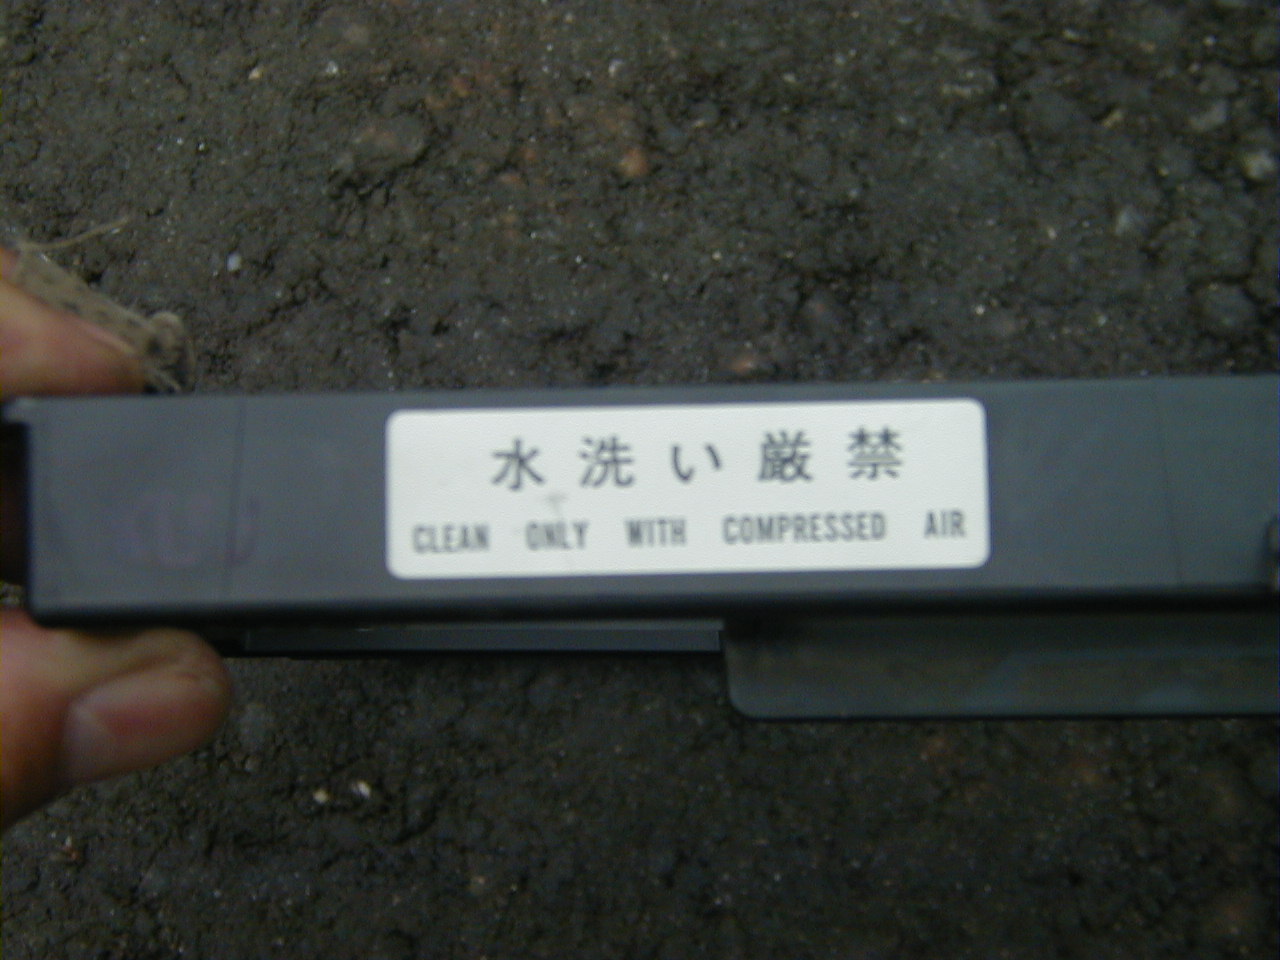 水洗い厳禁
CLEAN ONLY WITH COMPRESSED AIR